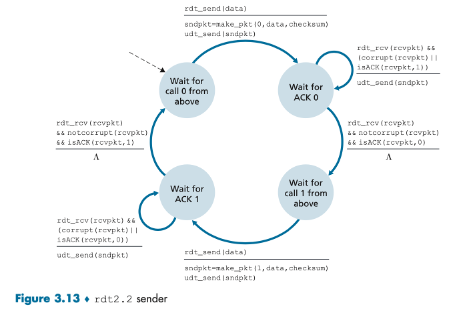 rdt_send(data)
sndpkt=make_pkt(0,data,checksum)
udt_send(sndpkt)
rdt_rcv(rcvpkt) &&
(corrupt(rcvpkt)||
isACK(rcvpkt,1))
udt_send(sndpkt)
Wait for
call 0 from
above
Wait for
ACK 0
rdt_rcv(rcvpkt)
&& notcorrupt(rcvpkt)
&& isACK(rcvpkt,1)
Λ
rdt_rcv(rcvpkt)
&& notcorrupt(rcvpkt)
&& isACK(rcvpkt,0)
Λ
Wait for
ACK 1
Wait for
call 1 from
above
rdt_rcv(rcvpkt) &&
(corrupt(rcvpkt)||
isACK(rcvpkt,0))
udt_send(sndpkt)
rdt_send(data)
sndpkt=make_pkt(1,data,checksum)
udt_send(sndpkt)
Figure 3.13 ♦ rdt2.2 sender